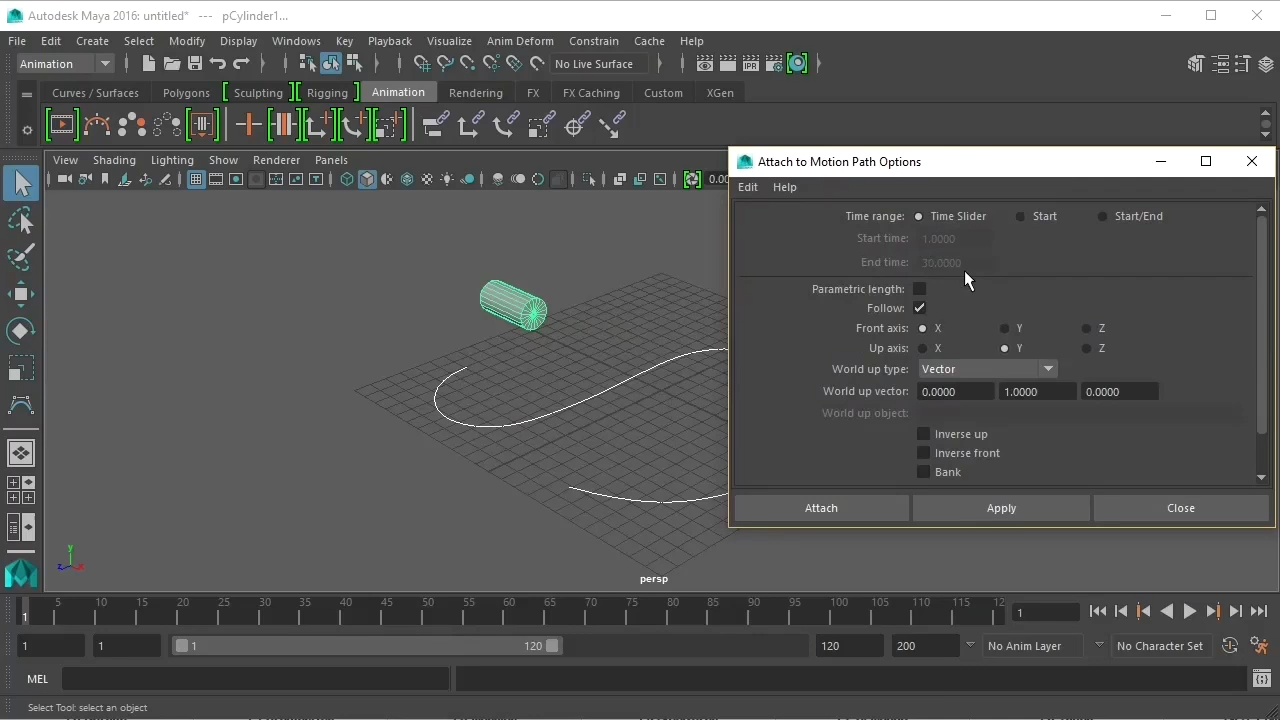 Autodesk Maya 2016: untitled* --- pCylinder1...
File Edit Create Select Modify Display Windows Key Playback Visualize Anim Deform Constrain Cache Help
Animation No Live Surface
Curves / Surfaces Polygons Sculpting Rigging Animation Rendering FX FX Caching Custom XGen
IPR
View Shading Lighting Show Renderer Panels
0.00
Attach to Motion Path Options
Edit Help
Time range: Time Slider Start Start/End
Start time: 1.0000
End time: 30.0000
Parametric length:
Follow:
Front axis: X Y Z
Up axis: X Y Z
World up type: Vector
World up vector: 0.0000 1.0000 0.0000
World up object:
Inverse up
Inverse front
Bank
Attach Apply Close
y
z x
persp
5 10 15 20 25 30 35 40 45 50 55 60 65 70 75 80 85 90 95 100 105 110 115 12
1 1
1 1 1 120 120 200 No Anim Layer No Character Set
MEL
Select Tool: select an object